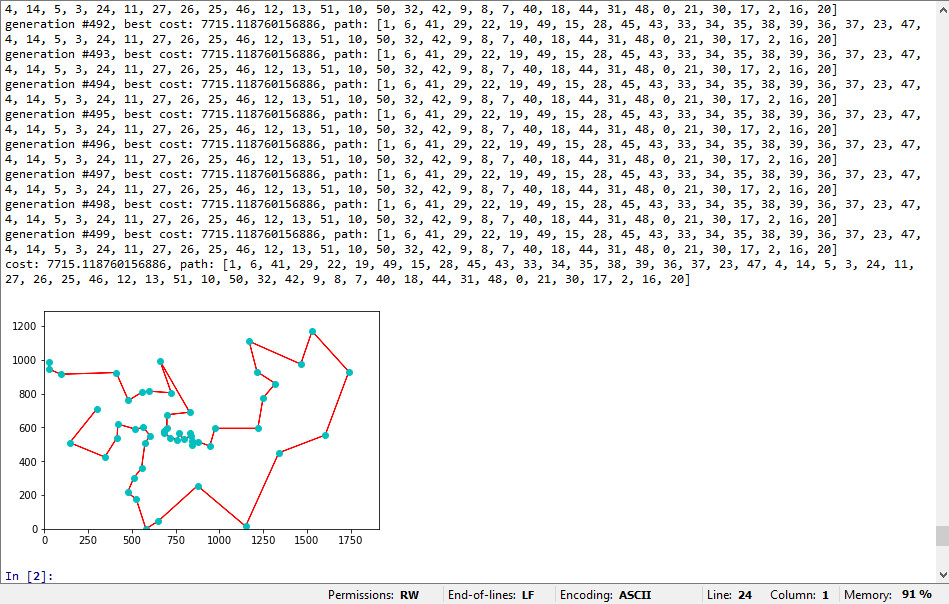 4, 14, 5, 3, 24, 11, 27, 26, 25, 46, 12, 13, 51, 10, 50, 32, 42, 9, 8, 7, 40, 18, 44, 31, 48, 0, 21, 30, 17, 2, 16, 20]
generation #492, best cost: 7715.118760156886, path: [1, 6, 41, 29, 22, 19, 49, 15, 28, 45, 43, 33, 34, 35, 38, 39, 36, 37, 23, 47,
4, 14, 5, 3, 24, 11, 27, 26, 25, 46, 12, 13, 51, 10, 50, 32, 42, 9, 8, 7, 40, 18, 44, 31, 48, 0, 21, 30, 17, 2, 16, 20]
generation #493, best cost: 7715.118760156886, path: [1, 6, 41, 29, 22, 19, 49, 15, 28, 45, 43, 33, 34, 35, 38, 39, 36, 37, 23, 47,
4, 14, 5, 3, 24, 11, 27, 26, 25, 46, 12, 13, 51, 10, 50, 32, 42, 9, 8, 7, 40, 18, 44, 31, 48, 0, 21, 30, 17, 2, 16, 20]
generation #494, best cost: 7715.118760156886, path: [1, 6, 41, 29, 22, 19, 49, 15, 28, 45, 43, 33, 34, 35, 38, 39, 36, 37, 23, 47,
4, 14, 5, 3, 24, 11, 27, 26, 25, 46, 12, 13, 51, 10, 50, 32, 42, 9, 8, 7, 40, 18, 44, 31, 48, 0, 21, 30, 17, 2, 16, 20]
generation #495, best cost: 7715.118760156886, path: [1, 6, 41, 29, 22, 19, 49, 15, 28, 45, 43, 33, 34, 35, 38, 39, 36, 37, 23, 47,
4, 14, 5, 3, 24, 11, 27, 26, 25, 46, 12, 13, 51, 10, 50, 32, 42, 9, 8, 7, 40, 18, 44, 31, 48, 0, 21, 30, 17, 2, 16, 20]
generation #496, best cost: 7715.118760156886, path: [1, 6, 41, 29, 22, 19, 49, 15, 28, 45, 43, 33, 34, 35, 38, 39, 36, 37, 23, 47,
4, 14, 5, 3, 24, 11, 27, 26, 25, 46, 12, 13, 51, 10, 50, 32, 42, 9, 8, 7, 40, 18, 44, 31, 48, 0, 21, 30, 17, 2, 16, 20]
generation #497, best cost: 7715.118760156886, path: [1, 6, 41, 29, 22, 19, 49, 15, 28, 45, 43, 33, 34, 35, 38, 39, 36, 37, 23, 47,
4, 14, 5, 3, 24, 11, 27, 26, 25, 46, 12, 13, 51, 10, 50, 32, 42, 9, 8, 7, 40, 18, 44, 31, 48, 0, 21, 30, 17, 2, 16, 20]
generation #498, best cost: 7715.118760156886, path: [1, 6, 41, 29, 22, 19, 49, 15, 28, 45, 43, 33, 34, 35, 38, 39, 36, 37, 23, 47,
4, 14, 5, 3, 24, 11, 27, 26, 25, 46, 12, 13, 51, 10, 50, 32, 42, 9, 8, 7, 40, 18, 44, 31, 48, 0, 21, 30, 17, 2, 16, 20]
generation #499, best cost: 7715.118760156886, path: [1, 6, 41, 29, 22, 19, 49, 15, 28, 45, 43, 33, 34, 35, 38, 39, 36, 37, 23, 47,
4, 14, 5, 3, 24, 11, 27, 26, 25, 46, 12, 13, 51, 10, 50, 32, 42, 9, 8, 7, 40, 18, 44, 31, 48, 0, 21, 30, 17, 2, 16, 20]
cost: 7715.118760156886, path: [1, 6, 41, 29, 22, 19, 49, 15, 28, 45, 43, 33, 34, 35, 38, 39, 36, 37, 23, 47, 4, 14, 5, 3, 24, 11,
27, 26, 25, 46, 12, 13, 51, 10, 50, 32, 42, 9, 8, 7, 40, 18, 44, 31, 48, 0, 21, 30, 17, 2, 16, 20]
1200
1000
800
600
400
200
0
0 250 500 750 1000 1250 1500 1750
In [2]:
Permissions: RW End-of-lines: LF Encoding: ASCII Line: 24 Column: 1 Memory: 91 %